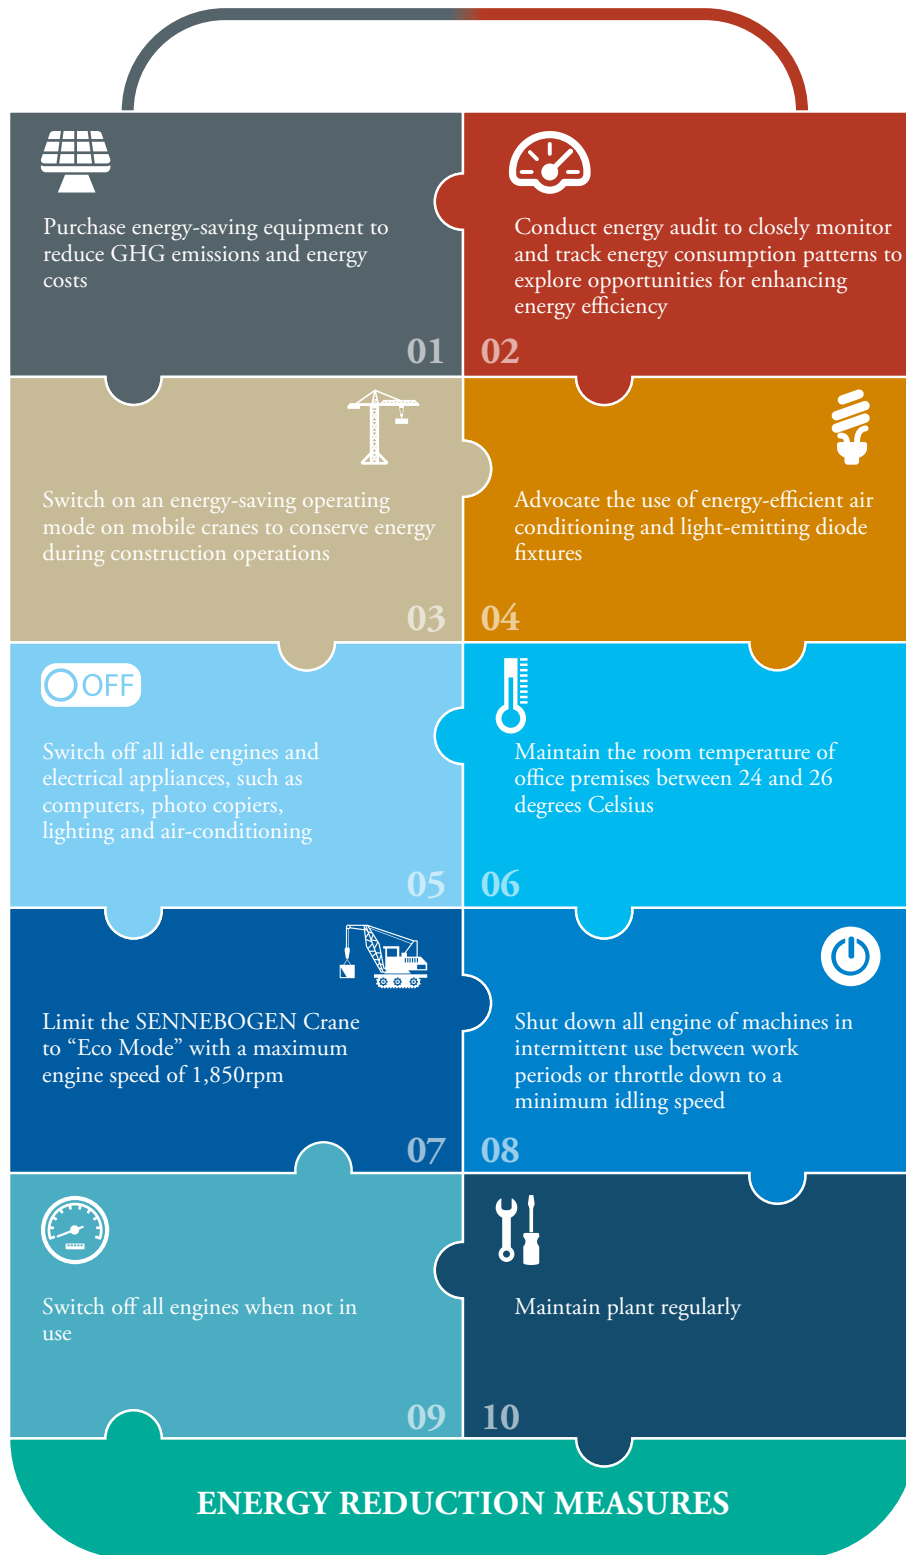 Purchase energy-saving equipment to
reduce GHG emissions and energy
costs
01
Conduct energy audit to closely monitor
and track energy consumption patterns to
explore opportunities for enhancing
energy efficiency
02
Switch on an energy-saving operating
mode on mobile cranes to conserve energy
during construction operations
03
Advocate the use of energy-efficient air
conditioning and light-emitting diode
fixtures
04
OFF
Switch off all idle engines and
electrical appliances, such as
computers, photo copiers,
lighting and air-conditioning
05
Maintain the room temperature of
office premises between 24 and 26
degrees Celsius
06
Limit the SENNEBOGEN Crane
to “Eco Mode” with a maximum
engine speed of 1,850rpm
07
Shut down all engine of machines in
intermittent use between work
periods or throttle down to a
minimum idling speed
08
Switch off all engines when not in
use
09
Maintain plant regularly
10
ENERGY REDUCTION MEASURES